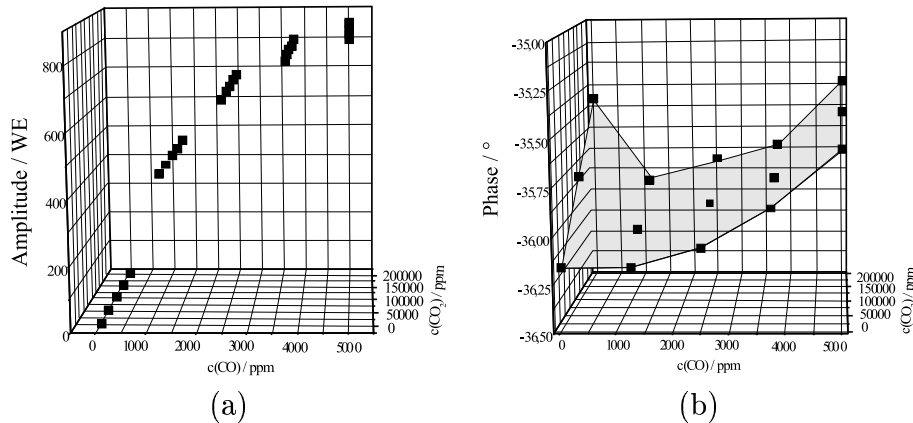 Amplitude / WE
800
600
400
200
0
0 1000 2000 3000 4000 5000
c(CO) / ppm
200000
150000
100000
50000
0
c(CO2) / ppm
(a)
Phase / °
-35,00
-35,25
-35,50
-35,75
-36,00
-36,25
-36,50
0 1000 2000 3000 4000 5000
c(CO) / ppm
200000
150000
100000
50000
0
c(CO2) / ppm
(b)